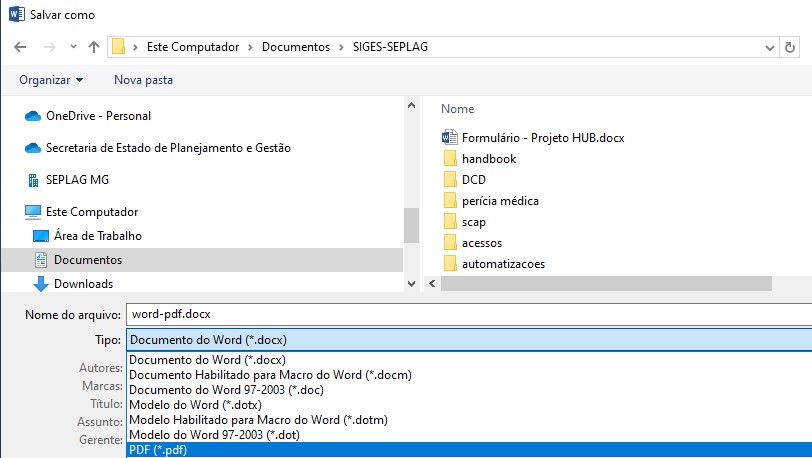 Salvar como
Este Computador > Documentos > SIGES-SEPLAG
Organizar Nova pasta
OneDrive - Personal
Secretaria de Estado de Planejamento e Gestão
SEPLAG MG
Este Computador
Área de Trabalho
Documentos
Downloads
Nome
Formulário - Projeto HUB.docx
handbook
DCD
perícia médica
scap
acessos
automatizacoes
Nome do arquivo: word-pdf.docx
Tipo: Documento do Word (*.docx)
Documento do Word (*.docx)
Autores:
Documento Habilitado para Macro do Word (*.docm)
Marcas:
Documento do Word 97-2003 (*.doc)
Título:
Modelo do Word (*.dotx)
Assunto:
Modelo Habilitado para Macro do Word (*.dotm)
Gerente:
Modelo do Word 97-2003 (*.dot)
PDF (*.pdf)